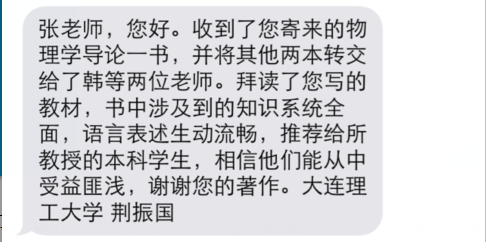 张老师，您好。收到了您寄来的物
理学导论一书，并将其他两本转交
给了韩等两位老师。拜读了您写的
教材，书中涉及到的知识系统全
面，语言表述生动流畅，推荐给所
教授的本科学生，相信他们能从中
受益匪浅，谢谢您的著作。大连理
工大学 荆振国